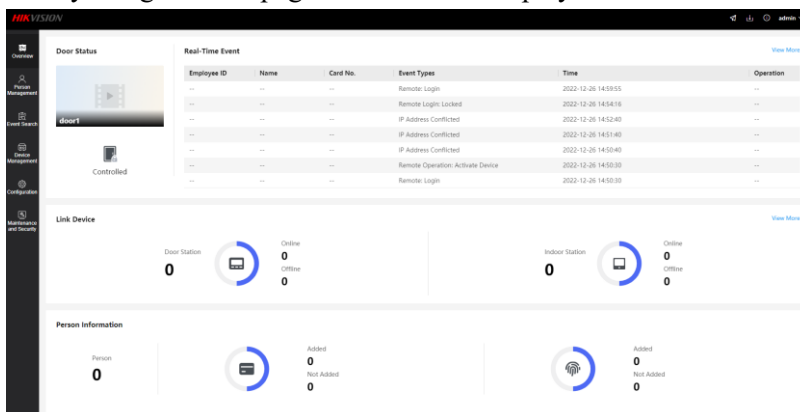 HIKVISION
admin
Overview
Person
Management
Event Search
Device
Management
Configuration
Maintenance
and Security
Door Status
door1
Controlled
Real-Time Event
View More
Employee ID Name Card No. Event Types Time Operation
-- -- -- Remote: Login 2022-12-26 14:59:55 --
-- -- -- Remote Login: Locked 2022-12-26 14:54:16 --
-- -- -- IP Address Conflicted 2022-12-26 14:52:40 --
-- -- -- IP Address Conflicted 2022-12-26 14:51:40 --
-- -- -- IP Address Conflicted 2022-12-26 14:50:40 --
-- -- -- Remote Operation: Activate Device 2022-12-26 14:50:30 --
-- -- -- Remote: Login 2022-12-26 14:50:30 --
Link Device
View More
Door Station
0
Online
0
Offline
0
Indoor Station
0
Online
0
Offline
0
Person Information
Person
0
Added
0
Not Added
0
Added
0
Not Added
0